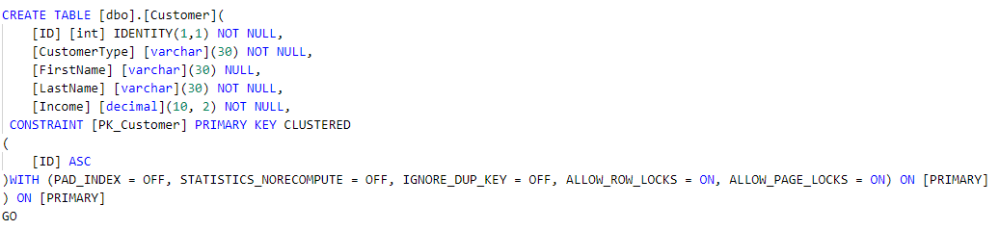 CREATE TABLE [dbo].[Customer](
    [ID] [int] IDENTITY(1,1) NOT NULL,
    [CustomerType] [varchar](30) NOT NULL,
    [FirstName] [varchar](30) NULL,
    [LastName] [varchar](30) NOT NULL,
    [Income] [decimal](10, 2) NOT NULL,
 CONSTRAINT [PK_Customer] PRIMARY KEY CLUSTERED
(
    [ID] ASC
)WITH (PAD_INDEX = OFF, STATISTICS_NORECOMPUTE = OFF, IGNORE_DUP_KEY = OFF, ALLOW_ROW_LOCKS = ON, ALLOW_PAGE_LOCKS = ON) ON [PRIMARY]
) ON [PRIMARY]
GO